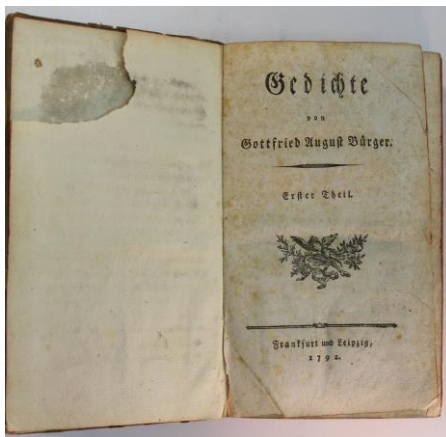 Gedichte
von
Gottfried August Bürger.
Erster Theil.
Frankfurt und Leipzig,
1792.